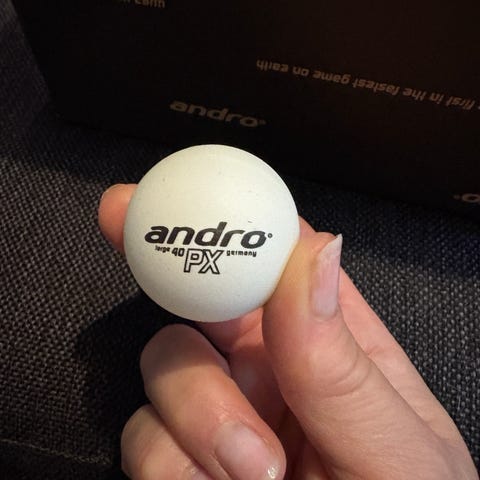 first in the fastest game on earth
andro
andro
large 40 germany
PX